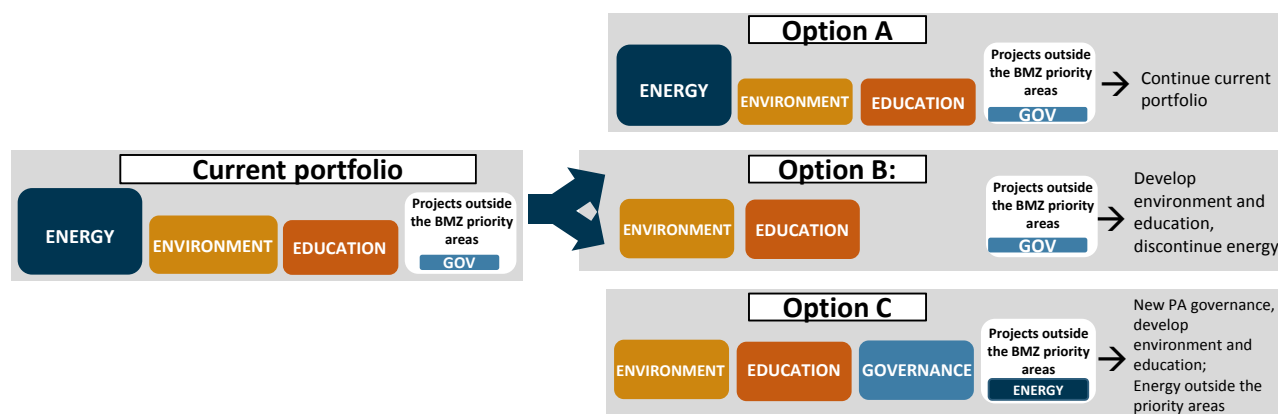 Current portfolio
ENERGY
ENVIRONMENT
EDUCATION
Projects outside
the BMZ priority
areas
GOV
Option A
ENERGY
ENVIRONMENT
EDUCATION
Projects outside
the BMZ priority
areas
GOV
Continue current
portfolio
Option B:
ENVIRONMENT
EDUCATION
Projects outside
the BMZ priority
areas
GOV
Develop
environment and
education,
discontinue energy
Option C
ENVIRONMENT
EDUCATION
GOVERNANCE
Projects outside
the BMZ priority
areas
ENERGY
New PA governance,
develop
environment and
education;
Energy outside the
priority areas